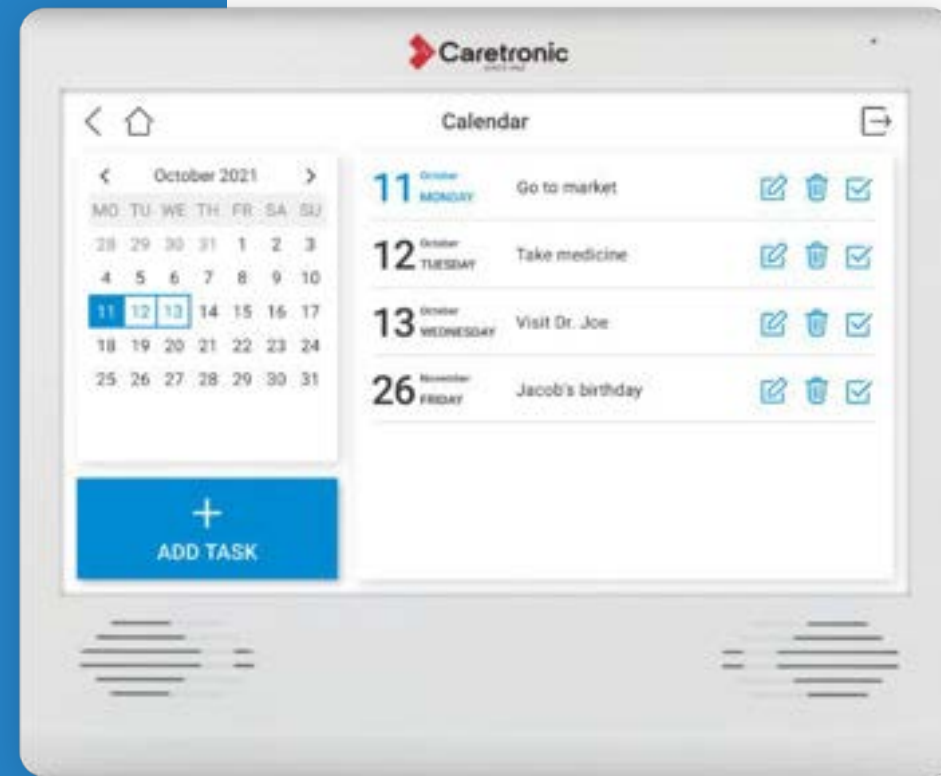 Caretronic
Calendar
October 2021
MO TU WE TH FR SA SU
28 29 30 31 1 2 3
4 5 6 7 8 9 10
11 12 13 14 15 16 17
18 19 20 21 22 23 24
25 26 27 28 29 30 31
ADD TASK
11 October MONDAY Go to market
12 October TUESDAY Take medicine
13 October WEDNESDAY Visit Dr. Joe
26 November FRIDAY Jacob's birthday